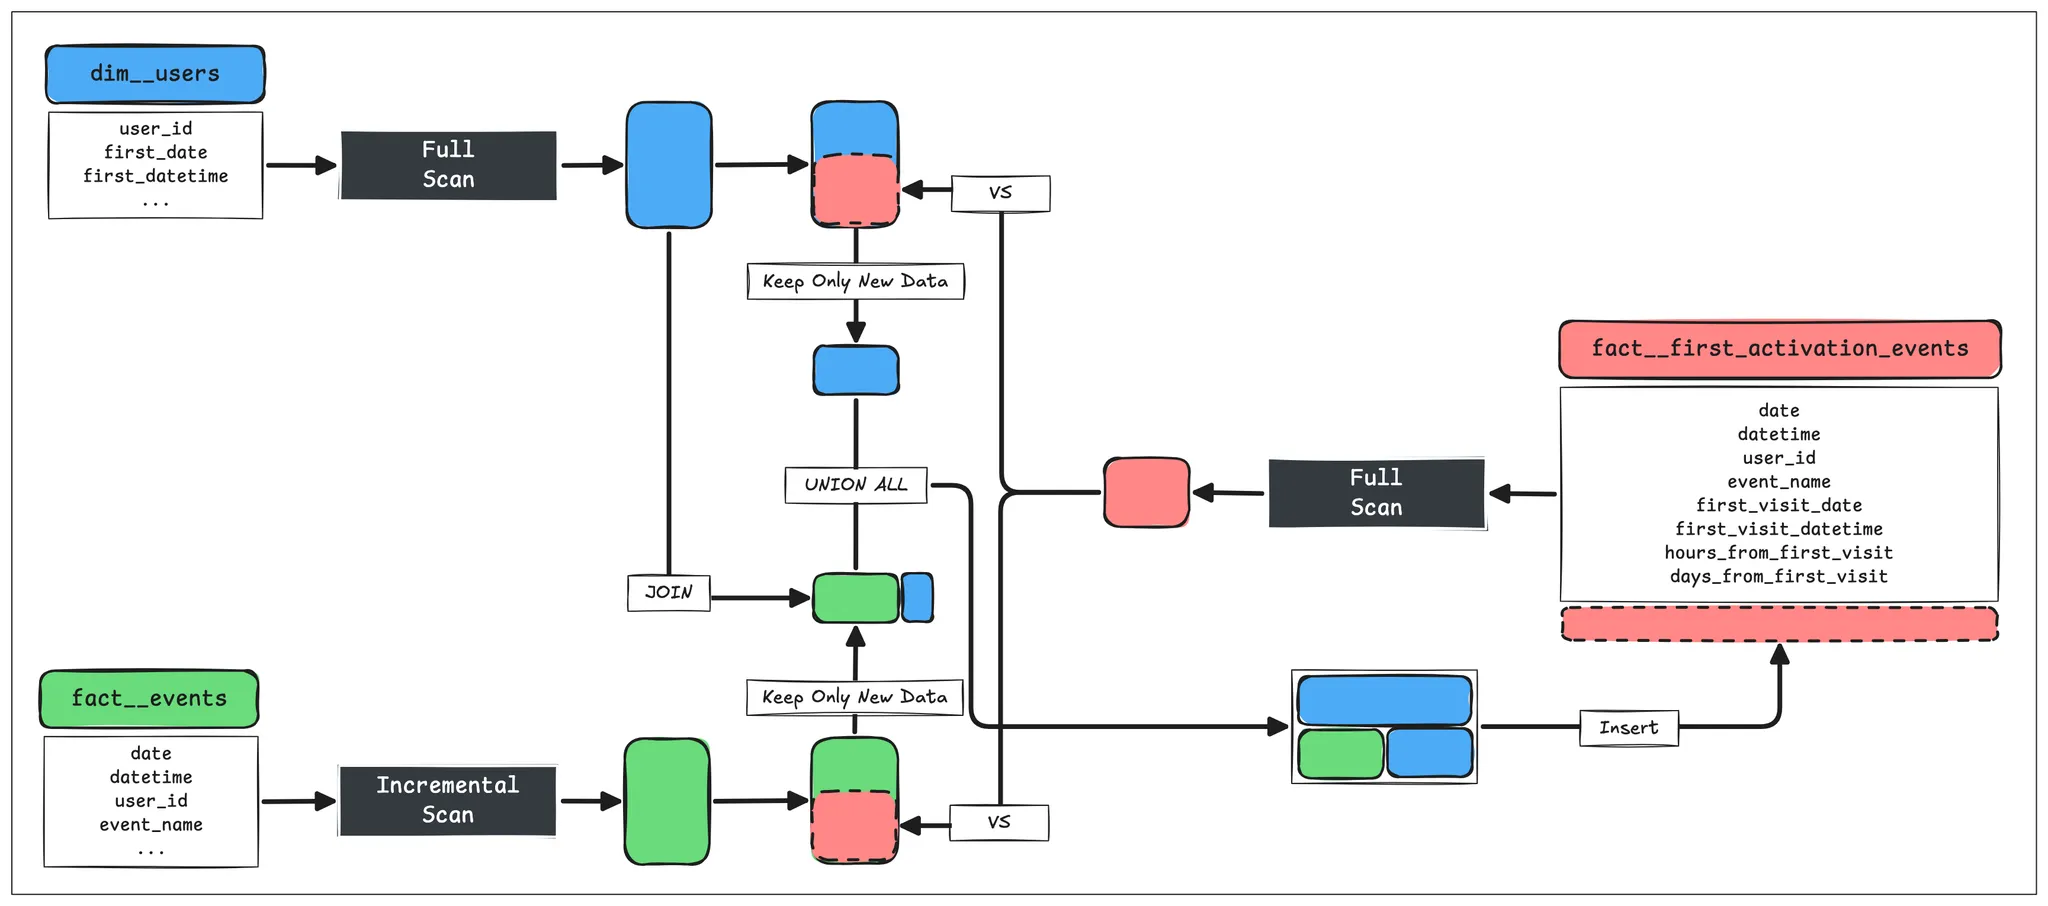 dim__users
user_id
first_date
first_datetime
...
Full
Scan
VS
Keep Only New Data
UNION ALL
JOIN
Keep Only New Data
fact__events
date
datetime
user_id
event_name
...
Incremental
Scan
VS
fact__first_activation_events
date
datetime
user_id
event_name
first_visit_date
first_visit_datetime
hours_from_first_visit
days_from_first_visit
Full
Scan
Insert